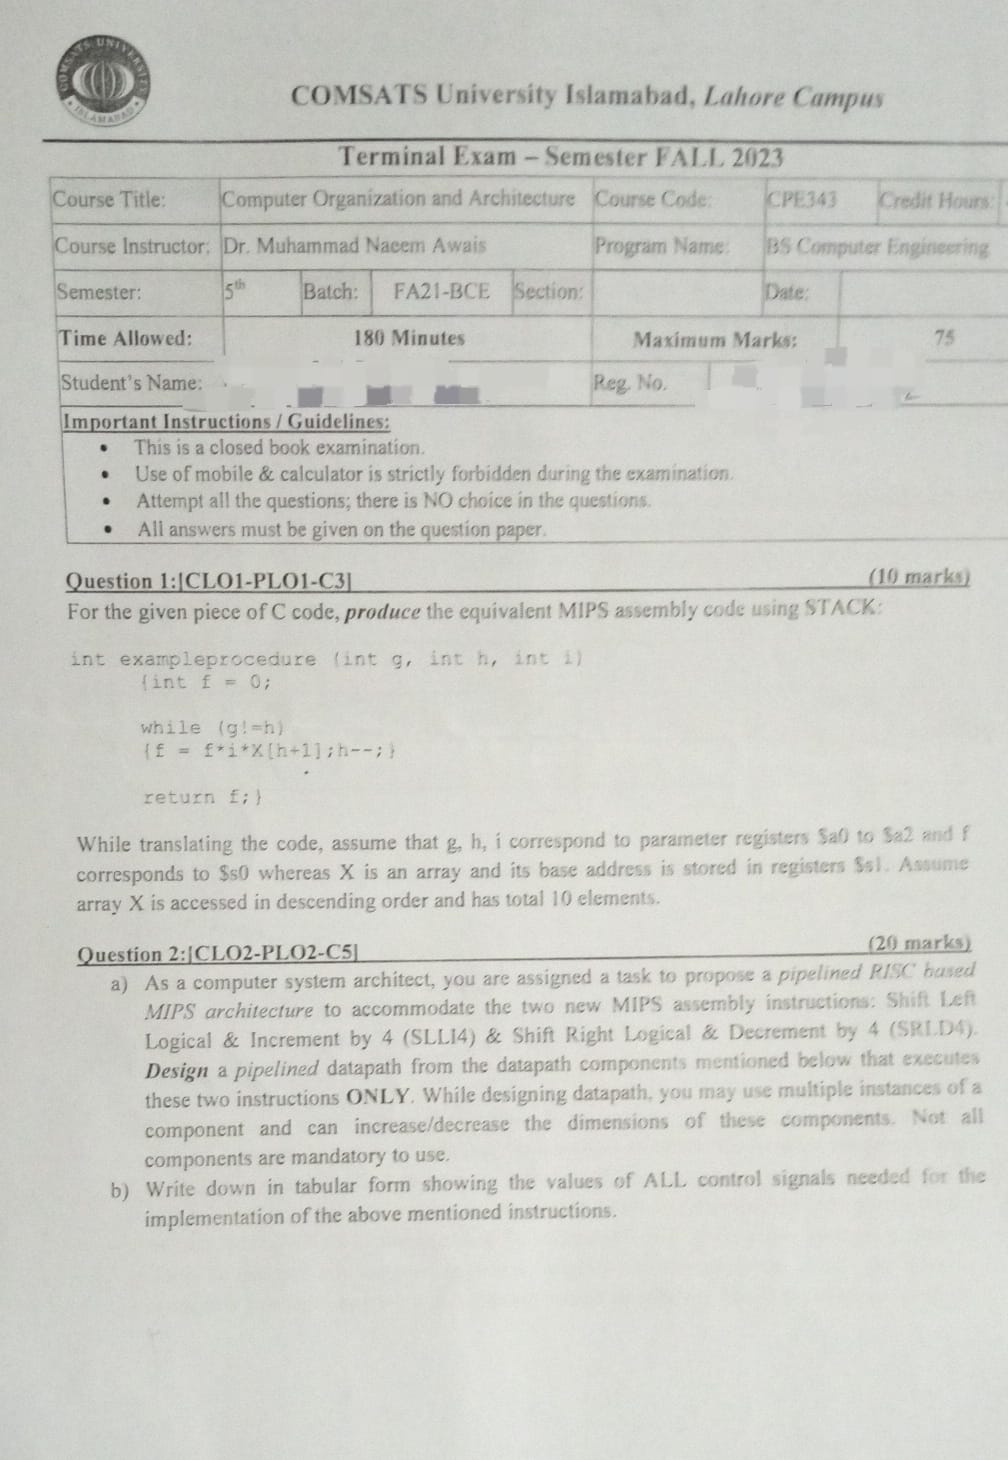 COMSATS UNIVERSITY
ISLAMABAD
COMSATS University Islamabad, Lahore Campus
Terminal Exam – Semester FALL 2023
Course Title: Computer Organization and Architecture Course Code: CPE343 Credit Hours:
Course Instructor: Dr. Muhammad Naeem Awais Program Name: BS Computer Engineering
Semester: 5th Batch: FA21-BCE Section: Date:
Time Allowed: 180 Minutes Maximum Marks: 75
Student's Name: Reg. No.
Important Instructions / Guidelines:
• This is a closed book examination.
• Use of mobile & calculator is strictly forbidden during the examination.
• Attempt all the questions; there is NO choice in the questions.
• All answers must be given on the question paper.
Question 1:[CLO1-PLO1-C3] (10 marks)
For the given piece of C code, produce the equivalent MIPS assembly code using STACK:
int exampleprocedure (int g, int h, int i)
{int f = 0;
while (g!=h)
{f = f*i*X[h+1];h--;}
return f;}
While translating the code, assume that g, h, i correspond to parameter registers $a0 to $a2 and f
corresponds to $s0 whereas X is an array and its base address is stored in registers $s1. Assume
array X is accessed in descending order and has total 10 elements.
Question 2:[CLO2-PLO2-C5] (20 marks)
a) As a computer system architect, you are assigned a task to propose a pipelined RISC based
MIPS architecture to accommodate the two new MIPS assembly instructions: Shift Left
Logical & Increment by 4 (SLLI4) & Shift Right Logical & Decrement by 4 (SRLD4).
Design a pipelined datapath from the datapath components mentioned below that executes
these two instructions ONLY. While designing datapath, you may use multiple instances of a
component and can increase/decrease the dimensions of these components. Not all
components are mandatory to use.
b) Write down in tabular form showing the values of ALL control signals needed for the
implementation of the above mentioned instructions.